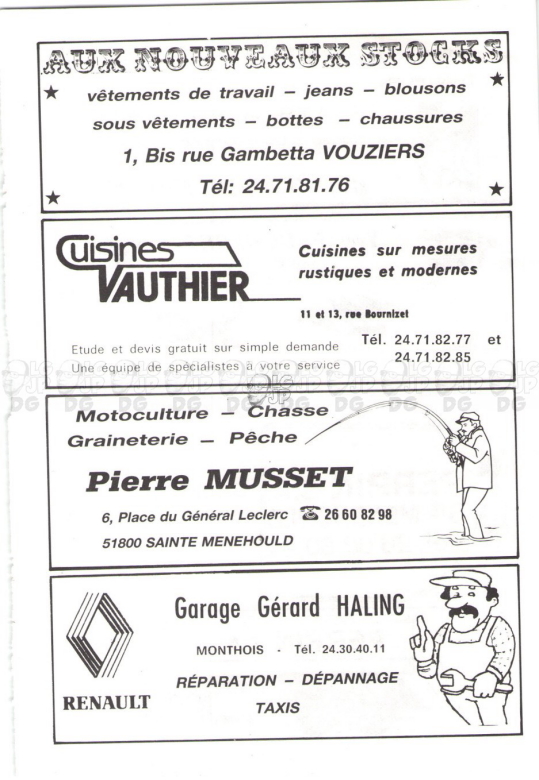 AUX NOUVEAUX STOCKS
vêtements de travail – jeans – blousons
sous vêtements – bottes – chaussures
1, Bis rue Gambetta VOUZIERS
Tél: 24.71.81.76
Cuisines
VAUTHIER
Cuisines sur mesures
rustiques et modernes
11 et 13, rue Bournizet
Etude et devis gratuit sur simple demande
Une équipe de spécialistes à votre service
Tél. 24.71.82.77 et
24.71.82.85
LG
JP
DG
Motoculture – Chasse
Graineterie – Pêche
Pierre MUSSET
6, Place du Général Leclerc ☎ 26 60 82 98
51800 SAINTE MENEHOULD
RENAULT
Garage Gérard HALING
MONTHOIS - Tél. 24.30.40.11
RÉPARATION – DÉPANNAGE
TAXIS